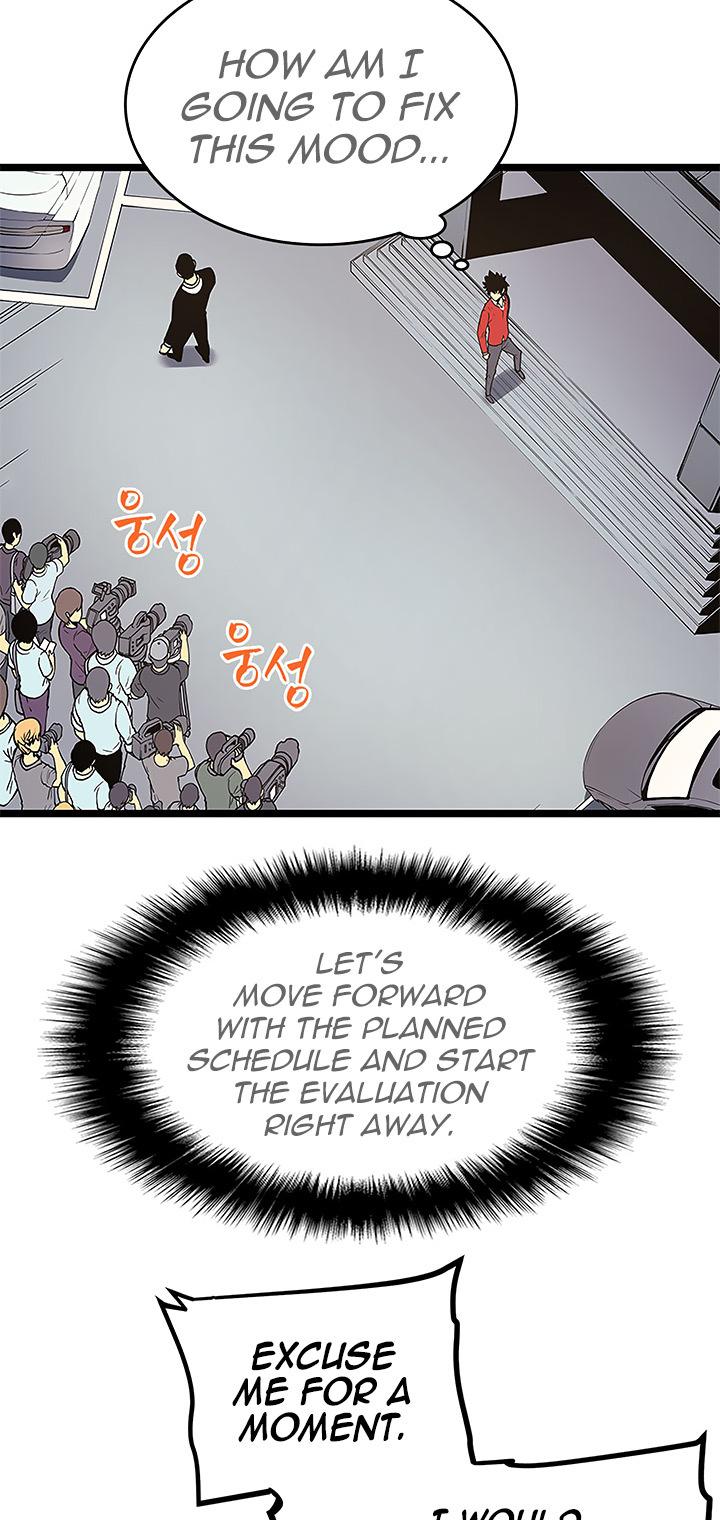 HOW AM I
GOING TO FIX
THIS MOOD...
웅성
웅성
LET'S
MOVE FORWARD
WITH THE PLANNED
SCHEDULE AND START
THE EVALUATION
RIGHT AWAY.
EXCUSE
ME FOR A
MOMENT.
I WOULD